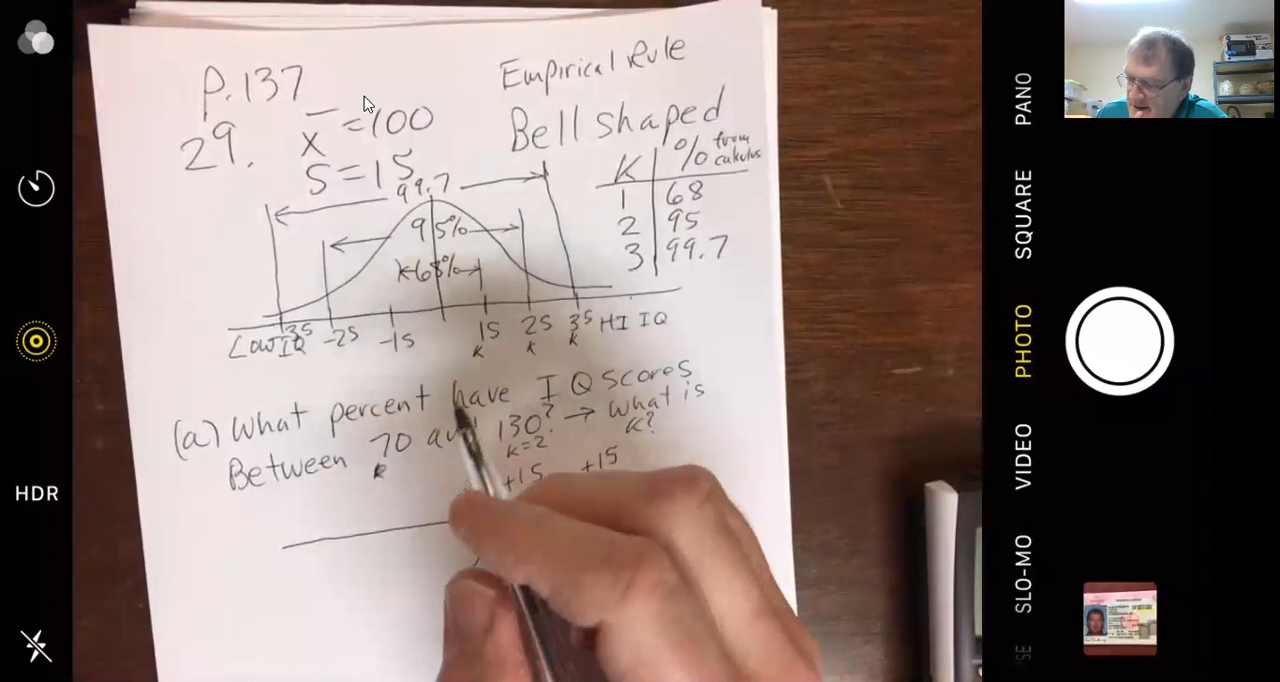 P.137
Empirical Rule
29. x̄ =100
Bell shaped
S=15
K % from calculus
1 68
2 95
3 99.7
99.7
95%
68%
Low IQ -3S -2S -1S 1S 2S 3S HI IQ
K K K
(a) What percent have IQ scores
Between 70 and 130? → what is K?
K K=2
+15 +15
PANO
SQUARE
PHOTO
VIDEO
SLO-MO
SE
HDR